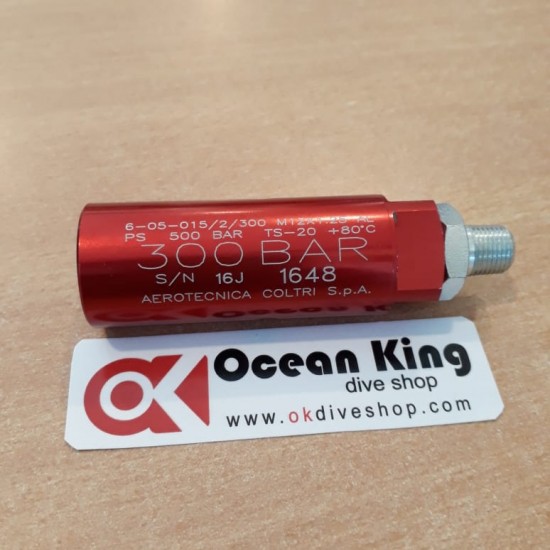 6-05-015/2/300 M12X1.25 RL
PS 500 BAR TS-20 +80°C
300 BAR
S/N 16J 1648
AEROTECNICA COLTRI S.p.A.
OK Ocean King
dive shop
www.okdiveshop.com